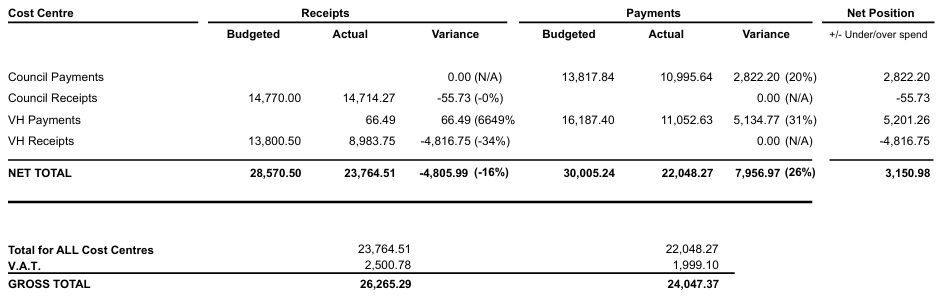 Cost Centre Receipts Payments Net Position
Budgeted Actual Variance Budgeted Actual Variance +/- Under/over spend
Council Payments 0.00 (N/A) 13,817.84 10,995.64 2,822.20 (20%) 2,822.20
Council Receipts 14,770.00 14,714.27 -55.73 (-0%) 0.00 (N/A) -55.73
VH Payments 66.49 66.49 (6649% 16,187.40 11,052.63 5,134.77 (31%) 5,201.26
VH Receipts 13,800.50 8,983.75 -4,816.75 (-34%) 0.00 (N/A) -4,816.75
NET TOTAL 28,570.50 23,764.51 -4,805.99 (-16%) 30,005.24 22,048.27 7,956.97 (26%) 3,150.98
Total for ALL Cost Centres 23,764.51 22,048.27
V.A.T. 2,500.78 1,999.10
GROSS TOTAL 26,265.29 24,047.37